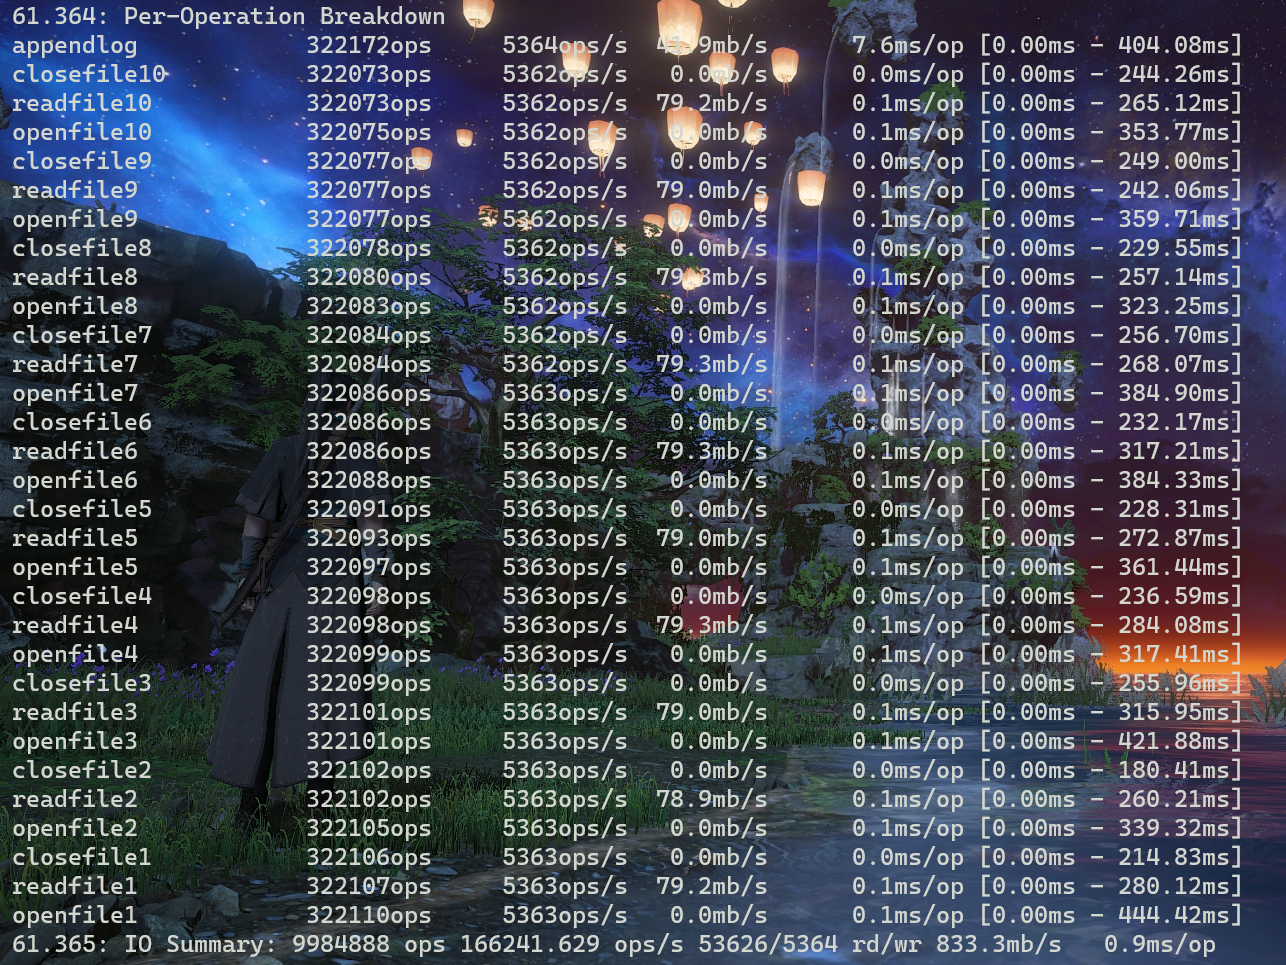 61.364: Per-Operation Breakdown
appendlog 322172ops 5364ops/s 41.9mb/s 7.6ms/op [0.00ms - 404.08ms]
closefile10 322073ops 5362ops/s 0.0mb/s 0.0ms/op [0.00ms - 244.26ms]
readfile10 322073ops 5362ops/s 79.2mb/s 0.1ms/op [0.00ms - 265.12ms]
openfile10 322075ops 5362ops/s 0.0mb/s 0.1ms/op [0.00ms - 353.77ms]
closefile9 322077ops 5362ops/s 0.0mb/s 0.0ms/op [0.00ms - 249.00ms]
readfile9 322077ops 5362ops/s 79.0mb/s 0.1ms/op [0.00ms - 242.06ms]
openfile9 322077ops 5362ops/s 0.0mb/s 0.1ms/op [0.00ms - 359.71ms]
closefile8 322078ops 5362ops/s 0.0mb/s 0.0ms/op [0.00ms - 229.55ms]
readfile8 322080ops 5362ops/s 79.3mb/s 0.1ms/op [0.00ms - 257.14ms]
openfile8 322083ops 5362ops/s 0.0mb/s 0.1ms/op [0.00ms - 323.25ms]
closefile7 322084ops 5362ops/s 0.0mb/s 0.0ms/op [0.00ms - 256.70ms]
readfile7 322084ops 5362ops/s 79.3mb/s 0.1ms/op [0.00ms - 268.07ms]
openfile7 322086ops 5363ops/s 0.0mb/s 0.1ms/op [0.00ms - 384.90ms]
closefile6 322086ops 5363ops/s 0.0mb/s 0.0ms/op [0.00ms - 232.17ms]
readfile6 322086ops 5363ops/s 79.3mb/s 0.1ms/op [0.00ms - 317.21ms]
openfile6 322088ops 5363ops/s 0.0mb/s 0.1ms/op [0.00ms - 384.33ms]
closefile5 322091ops 5363ops/s 0.0mb/s 0.0ms/op [0.00ms - 228.31ms]
readfile5 322093ops 5363ops/s 79.0mb/s 0.1ms/op [0.00ms - 272.87ms]
openfile5 322097ops 5363ops/s 0.0mb/s 0.1ms/op [0.00ms - 361.44ms]
closefile4 322098ops 5363ops/s 0.0mb/s 0.0ms/op [0.00ms - 236.59ms]
readfile4 322098ops 5363ops/s 79.3mb/s 0.1ms/op [0.00ms - 284.08ms]
openfile4 322099ops 5363ops/s 0.0mb/s 0.1ms/op [0.00ms - 317.41ms]
closefile3 322099ops 5363ops/s 0.0mb/s 0.0ms/op [0.00ms - 255.96ms]
readfile3 322101ops 5363ops/s 79.0mb/s 0.1ms/op [0.00ms - 315.95ms]
openfile3 322101ops 5363ops/s 0.0mb/s 0.1ms/op [0.00ms - 421.88ms]
closefile2 322102ops 5363ops/s 0.0mb/s 0.0ms/op [0.00ms - 180.41ms]
readfile2 322102ops 5363ops/s 78.9mb/s 0.1ms/op [0.00ms - 260.21ms]
openfile2 322105ops 5363ops/s 0.0mb/s 0.1ms/op [0.00ms - 339.32ms]
closefile1 322106ops 5363ops/s 0.0mb/s 0.0ms/op [0.00ms - 214.83ms]
readfile1 322107ops 5363ops/s 79.2mb/s 0.1ms/op [0.00ms - 280.12ms]
openfile1 322110ops 5363ops/s 0.0mb/s 0.1ms/op [0.00ms - 444.42ms]
61.365: IO Summary: 9984888 ops 166241.629 ops/s 53626/5364 rd/wr 833.3mb/s 0.9ms/op